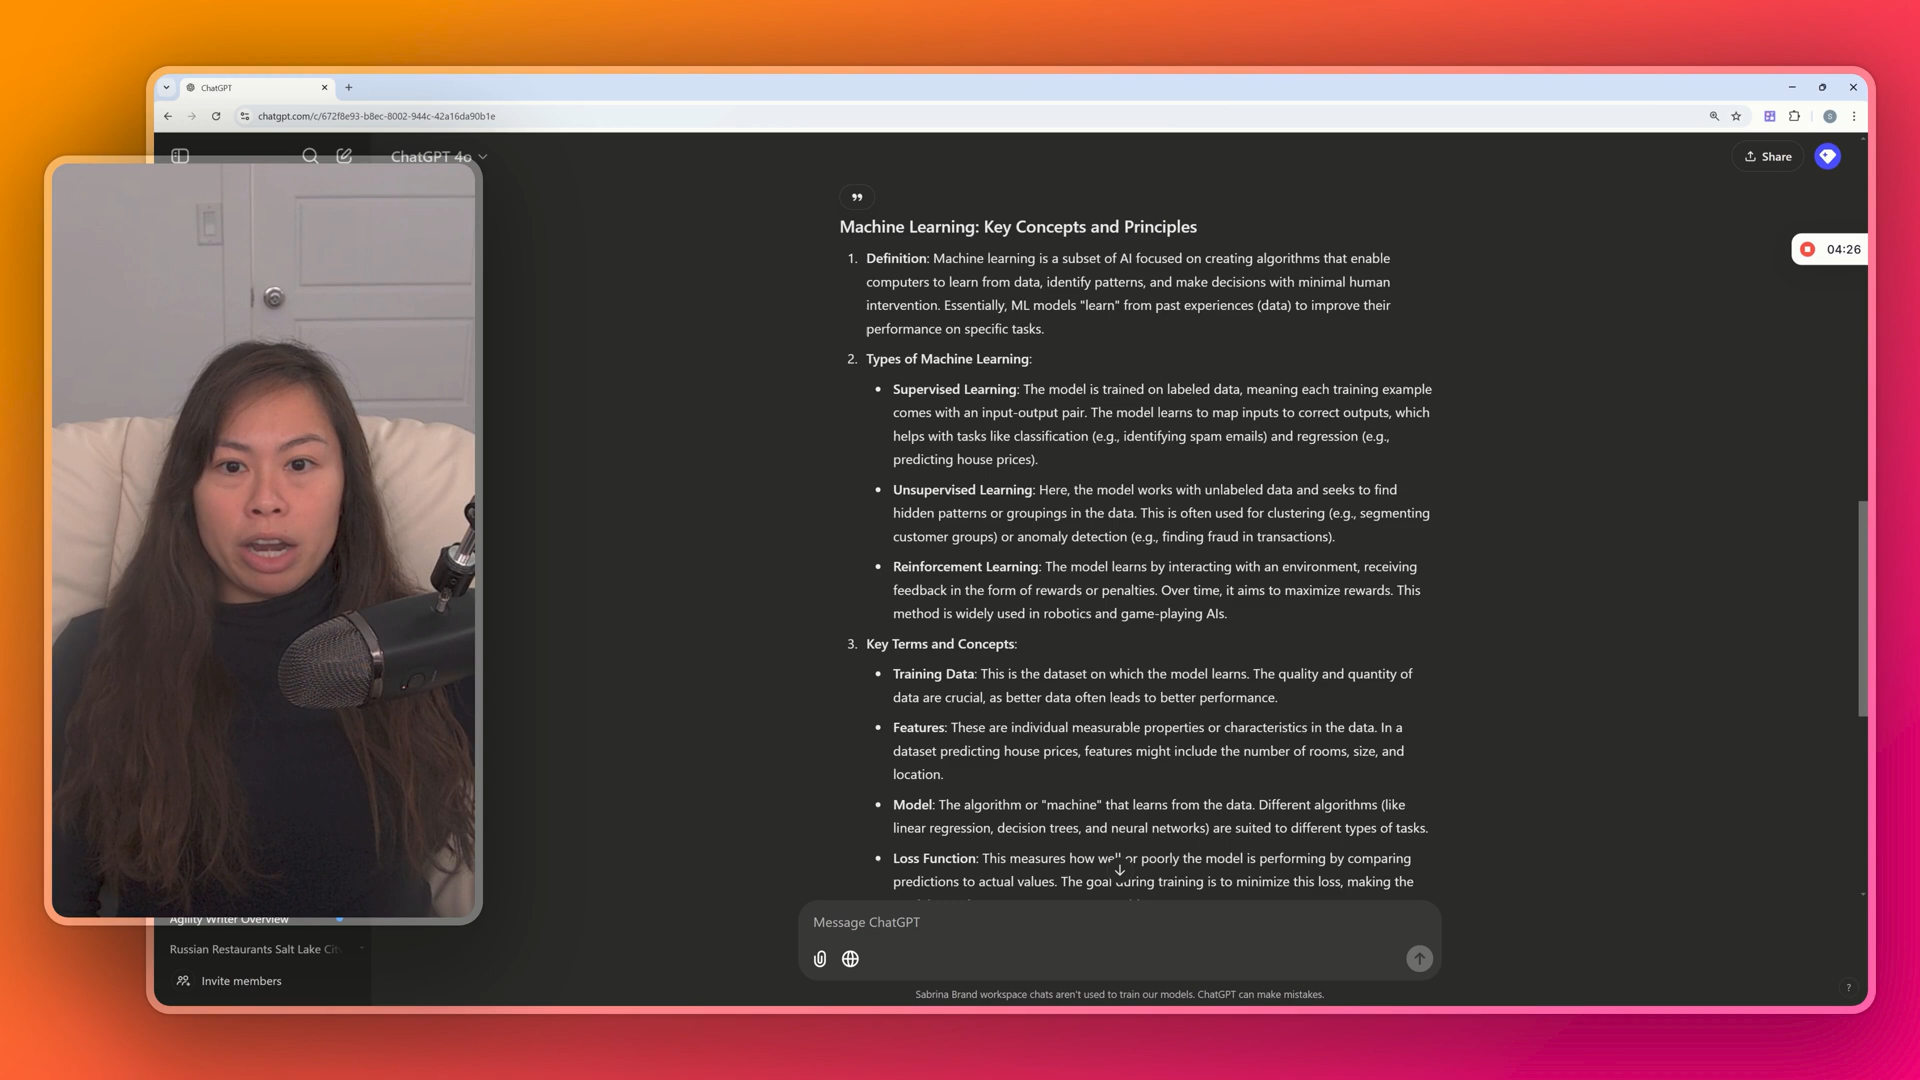 ChatGPT
chatgpt.com/c/672f8e93-b8ec-8002-944c-42a16da90b1e
S
ChatGPT 4o
Share
Machine Learning: Key Concepts and Principles
04:26
1. Definition: Machine learning is a subset of AI focused on creating algorithms that enable
computers to learn from data, identify patterns, and make decisions with minimal human
intervention. Essentially, ML models "learn" from past experiences (data) to improve their
performance on specific tasks.
2. Types of Machine Learning:
• Supervised Learning: The model is trained on labeled data, meaning each training example
comes with an input-output pair. The model learns to map inputs to correct outputs, which
helps with tasks like classification (e.g., identifying spam emails) and regression (e.g.,
predicting house prices).
• Unsupervised Learning: Here, the model works with unlabeled data and seeks to find
hidden patterns or groupings in the data. This is often used for clustering (e.g., segmenting
customer groups) or anomaly detection (e.g., finding fraud in transactions).
• Reinforcement Learning: The model learns by interacting with an environment, receiving
feedback in the form of rewards or penalties. Over time, it aims to maximize rewards. This
method is widely used in robotics and game-playing AIs.
3. Key Terms and Concepts:
• Training Data: This is the dataset on which the model learns. The quality and quantity of
data are crucial, as better data often leads to better performance.
• Features: These are individual measurable properties or characteristics in the data. In a
dataset predicting house prices, features might include the number of rooms, size, and
location.
• Model: The algorithm or "machine" that learns from the data. Different algorithms (like
linear regression, decision trees, and neural networks) are suited to different types of tasks.
• Loss Function: This measures how well or poorly the model is performing by comparing
predictions to actual values. The goal during training is to minimize this loss, making the
Agility Writer Overview
Russian Restaurants Salt Lake Cit
Invite members
Message ChatGPT
Sabrina Brand workspace chats aren't used to train our models. ChatGPT can make mistakes.
?